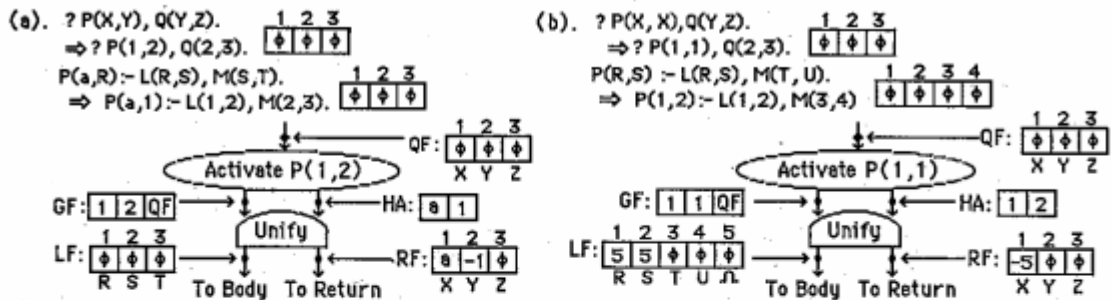 (a). ? P(X,Y), Q(Y,Z).
1 2 3
⇒ ? P(1,2), Q(2,3).
ϕ ϕ ϕ
P(a,R):- L(R,S), M(S,T).
1 2 3
⇒ P(a,1):- L(1,2), M(2,3).
ϕ ϕ ϕ
1 2 3
QF: ϕ ϕ ϕ
X Y Z
Activate P(1,2)
GF: 1 2 QF
HA: a 1
Unify
1 2 3
LF: ϕ ϕ ϕ
R S T
1 2 3
RF: a -1 ϕ
X Y Z
To Body To Return
(b). ? P(X, X),Q(Y,Z).
1 2 3
⇒ ? P(1,1), Q(2,3).
ϕ ϕ ϕ
P(R,S) :- L(R,S), M(T, U).
1 2 3 4
⇒ P(1,2):- L(1,2), M(3,4)
ϕ ϕ ϕ ϕ
1 2 3
QF: ϕ ϕ ϕ
X Y Z
Activate P(1,1)
GF: 1 1 QF
HA: 1 2
Unify
1 2 3 4 5
LF: 5 5 ϕ ϕ ϕ
R S T U Ω
1 2 3
RF: -5 ϕ ϕ
X Y Z
To Body To Return